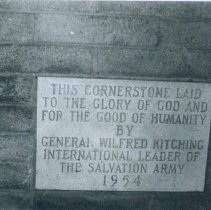 THIS CORNERSTONE LAID
TO THE GLORY OF GOD AND
FOR THE GOOD OF HUMANITY
BY
GENERAL WILFRED KITCHING
INTERNATIONAL LEADER OF
THE SALVATION ARMY
1954